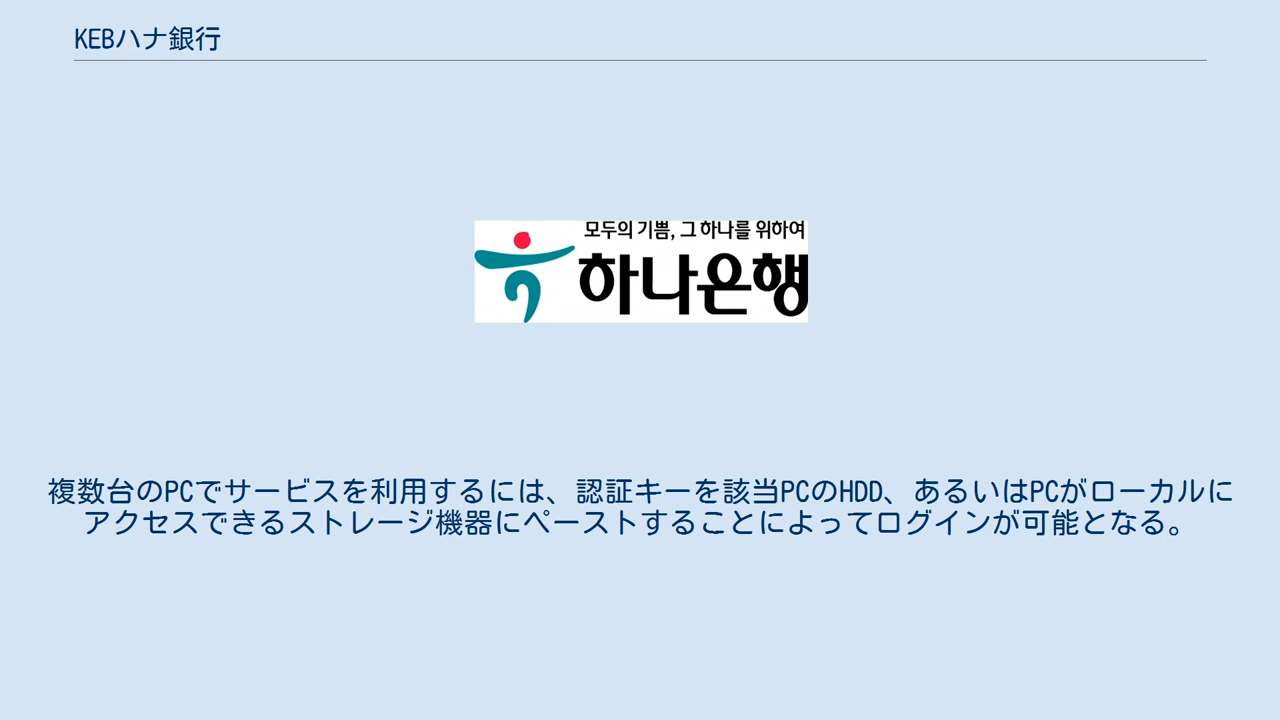 KEBハナ銀行
모두의 기쁨, 그 하나를 위하여
하나은행
複数台のPCでサービスを利用するには、認証キーを該当PCのHDD、あるいはPCがローカルに
アクセスできるストレージ機器にペーストすることによってログインが可能となる。